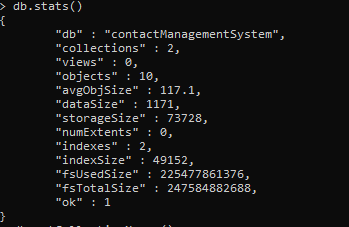 > db.stats()
{
"db" : "contactManagementSystem",
"collections" : 2,
"views" : 0,
"objects" : 10,
"avgObjSize" : 117.1,
"dataSize" : 1171,
"storageSize" : 73728,
"numExtents" : 0,
"indexes" : 2,
"indexSize" : 49152,
"fsUsedSize" : 225477861376,
"fsTotalSize" : 247584882688,
"ok" : 1
}